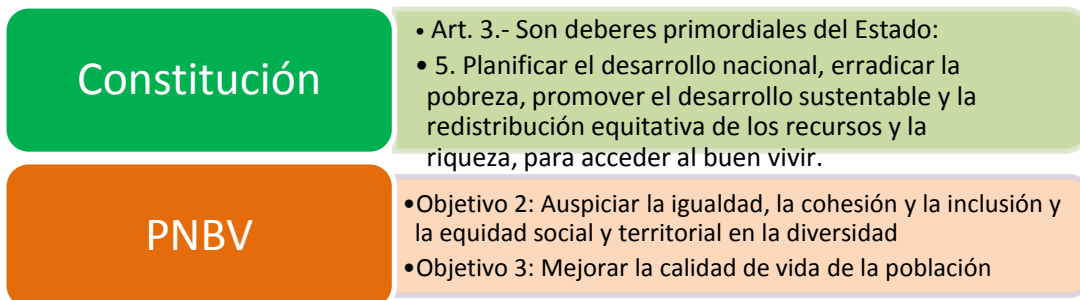 Constitución
• Art. 3.- Son deberes primordiales del Estado:
• 5. Planificar el desarrollo nacional, erradicar la
pobreza, promover el desarrollo sustentable y la
redistribución equitativa de los recursos y la
riqueza, para acceder al buen vivir.
PNBV
•Objetivo 2: Auspiciar la igualdad, la cohesión y la inclusión y
la equidad social y territorial en la diversidad
•Objetivo 3: Mejorar la calidad de vida de la población